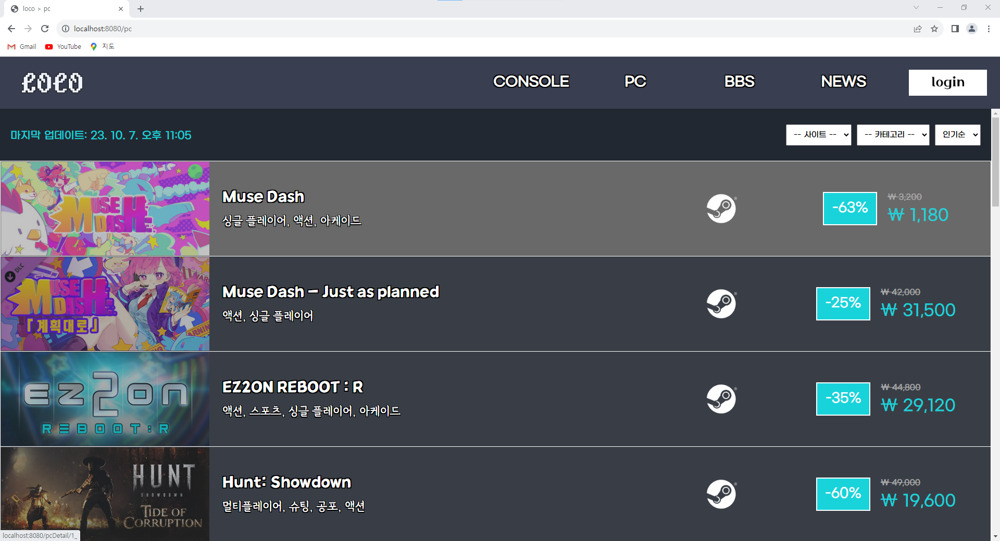 loco > pc
localhost:8080/pc
Gmail
YouTube
지도
LOCO
CONSOLE
PC
BBS
NEWS
login
마지막 업데이트: 23. 10. 7. 오후 11:05
-- 사이트 --
-- 카테고리 --
인기순
MUSE DASH
Muse Dash
싱글 플레이어, 액션, 아케이드
-63%
₩ 3,200
₩ 1,180
DLC
MUSE DASH
「계획대로」
Muse Dash – Just as planned
액션, 싱글 플레이어
-25%
₩ 42,000
₩ 31,500
EZ2ON
REBOOT:R
EZ2ON REBOOT : R
액션, 스포츠, 싱글 플레이어, 아케이드
-35%
₩ 44,800
₩ 29,120
HUNT
SHOWDOWN
TIDE OF
CORRUPTION
Hunt: Showdown
멀티플레이어, 슈팅, 공포, 액션
-60%
₩ 49,000
₩ 19,600
localhost:8080/pcDetail/1_